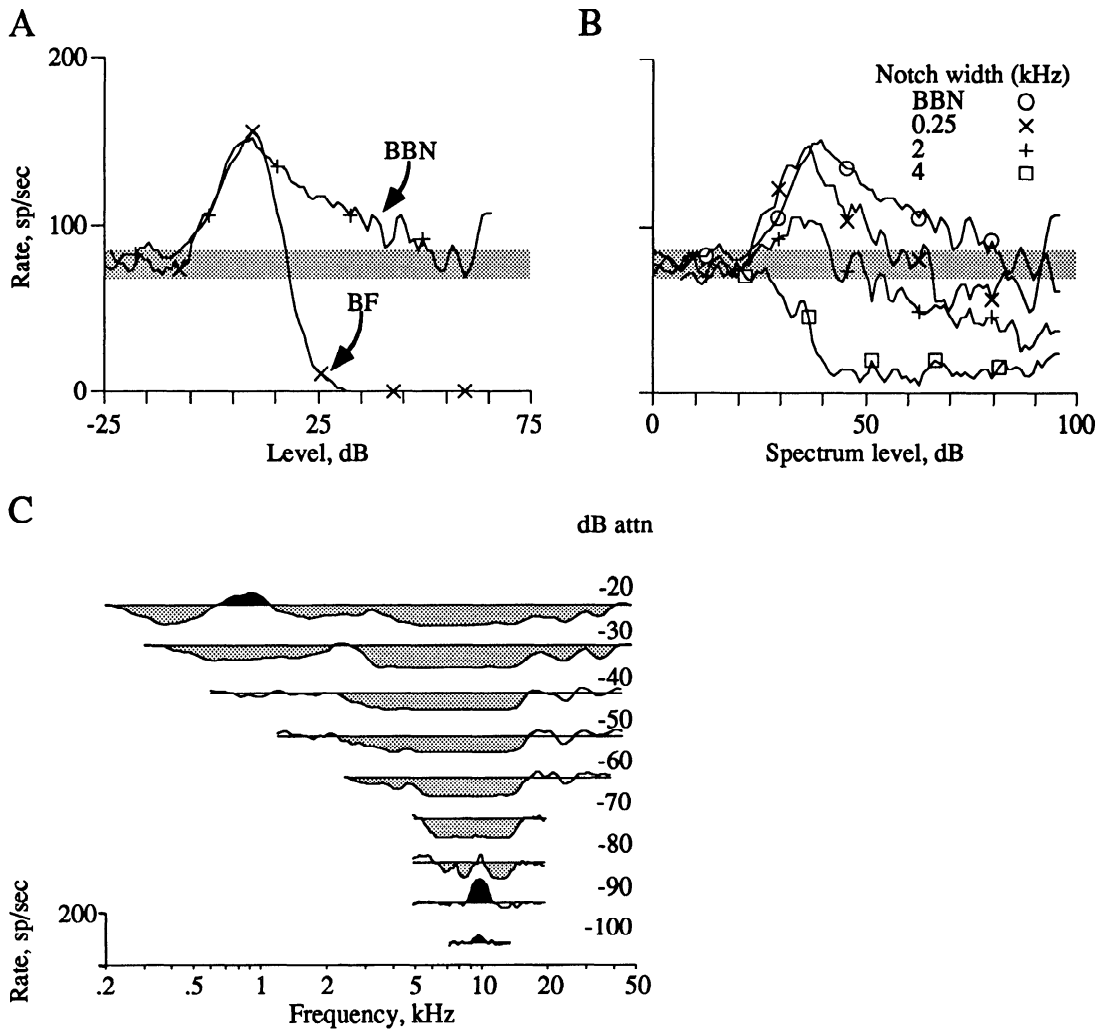 A
B
200
100
0
Rate, sp/sec
BBN
BF
-25
25
75
Level, dB
Notch width (kHz)
BBN
0.25
2
4
0
50
100
Spectrum level, dB
C
dB attn
-20
-30
-40
-50
-60
-70
-80
-90
-100
200
Rate, sp/sec
.2
.5
1
2
5
10
20
50
Frequency, kHz